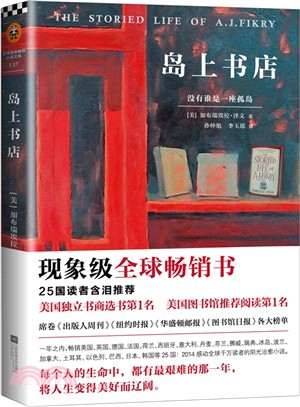 THE STORIED LIFE OF A.J.FIKRY
岛上书店
没有谁是一座孤岛
[美] 加布瑞埃拉·泽文 著
孙仲旭 李玉瑶 译
THE STORIED LIFE OF A.J. FIKRY
137
岛上书店
[美] 加布瑞埃拉
现象级全球畅销书
25国读者含泪推荐
美国独立书商选书第1名 美国图书馆推荐阅读第1名
席卷《出版人周刊》《纽约时报》《华盛顿邮报》《图书馆日报》各大榜单
一年之内,畅销美国、英国、德国、法国、荷兰、西班牙、意大利、丹麦、芬兰、挪威、瑞典、冰岛、波兰、
加拿大、土耳其、以色列、巴西、日本、韩国等 25 国!2014 感动全球千万读者的阳光治愈小说。
每个人的生命中,都有最艰难的那一年,
将人生变得美好而辽阔。